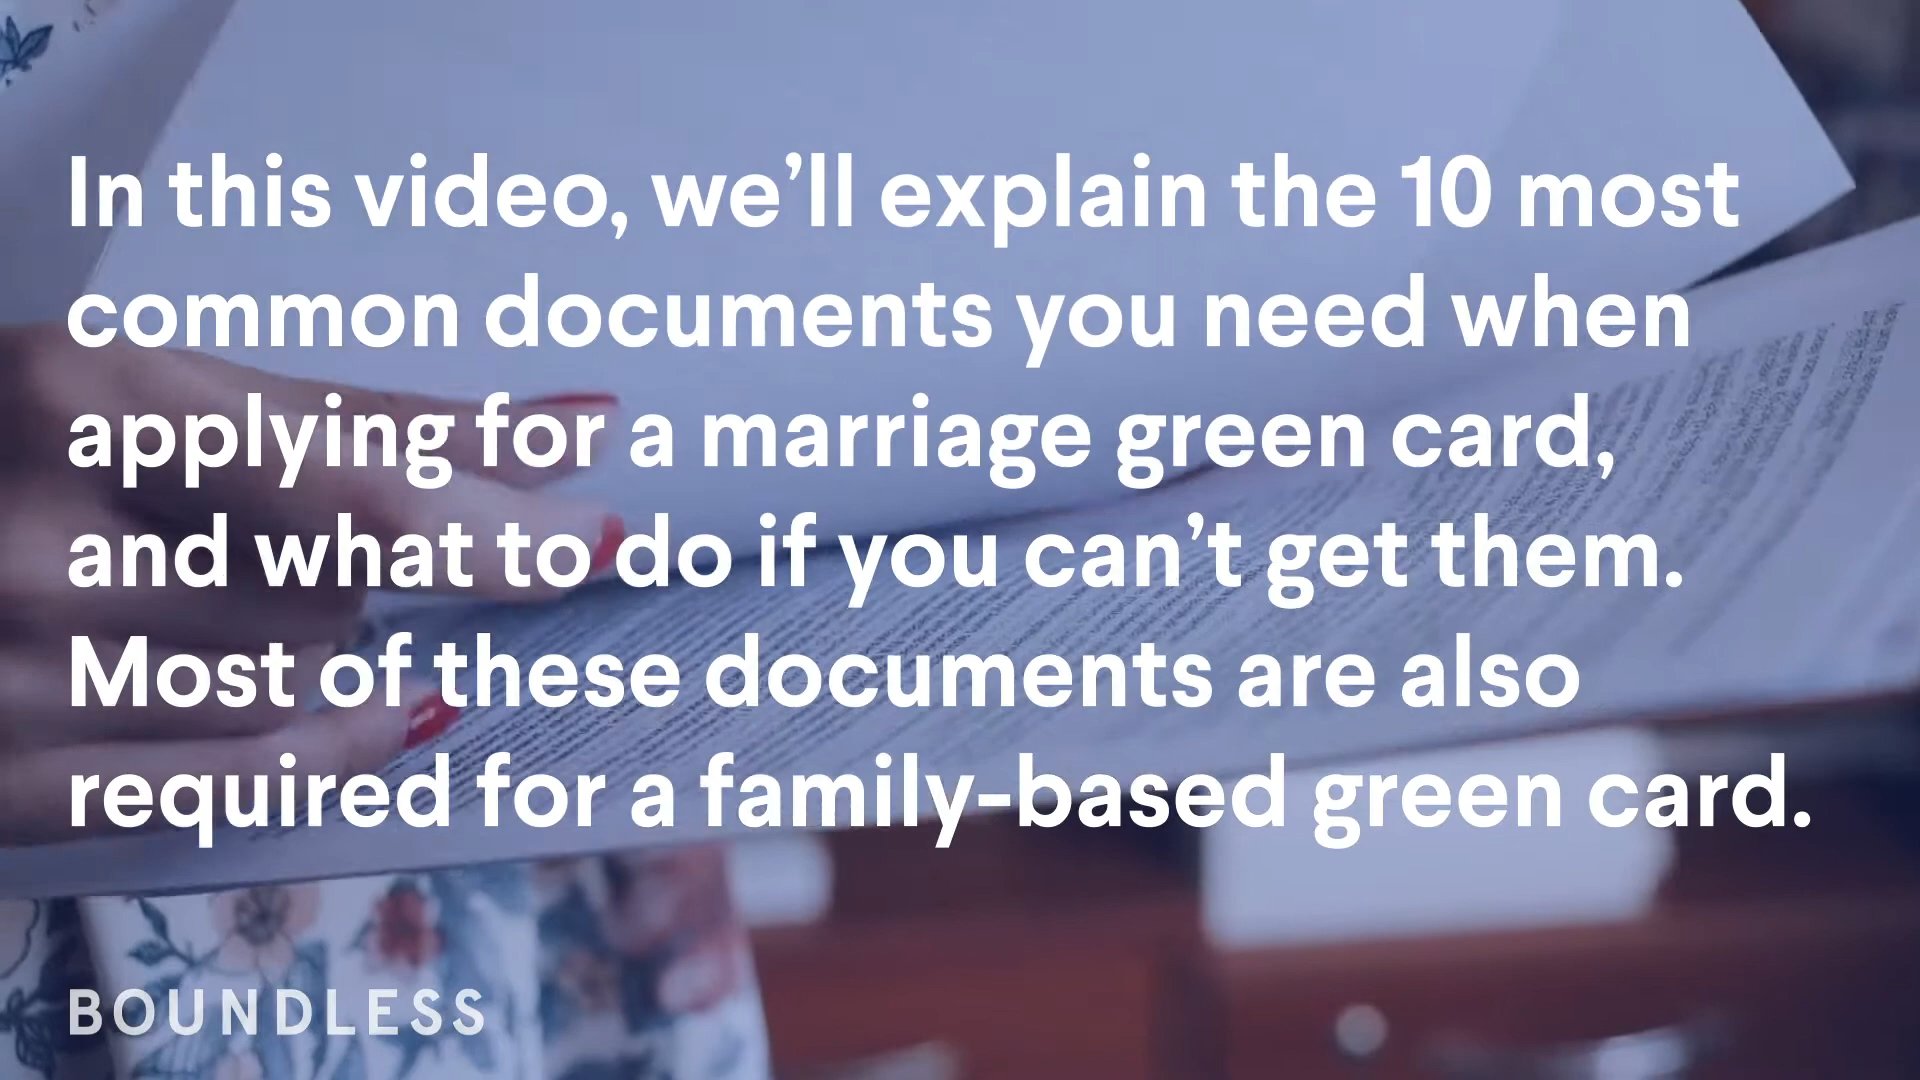 In this video, we’ll explain the 10 most
common documents you need when
applying for a marriage green card,
and what to do if you can’t get them.
Most of these documents are also
required for a family-based green card.
BOUNDLESS